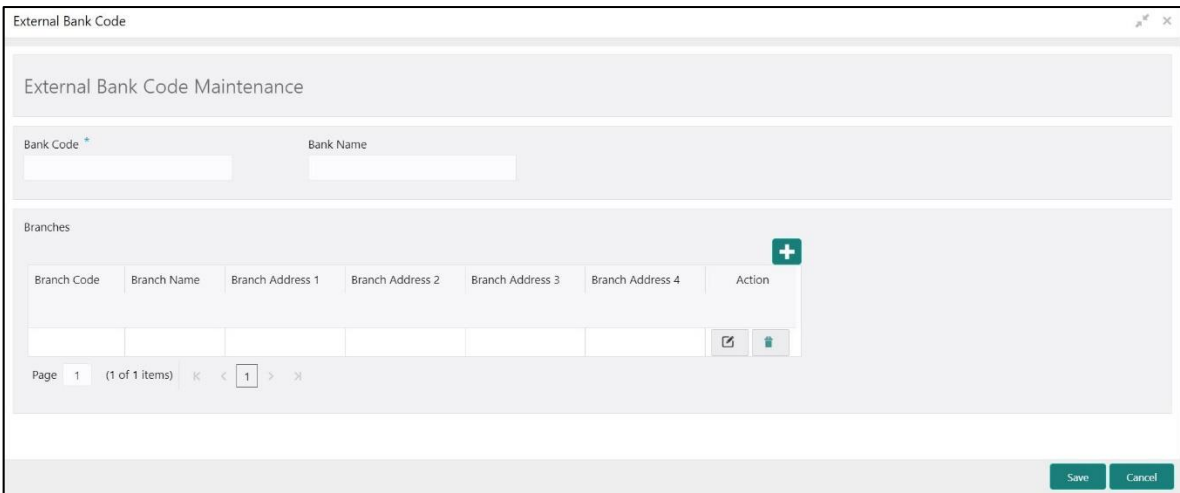 External Bank Code
External Bank Code Maintenance
Bank Code * Bank Name
Branches
Branch Code Branch Name Branch Address 1 Branch Address 2 Branch Address 3 Branch Address 4 Action
Page 1 (1 of 1 items) 1
Save Cancel